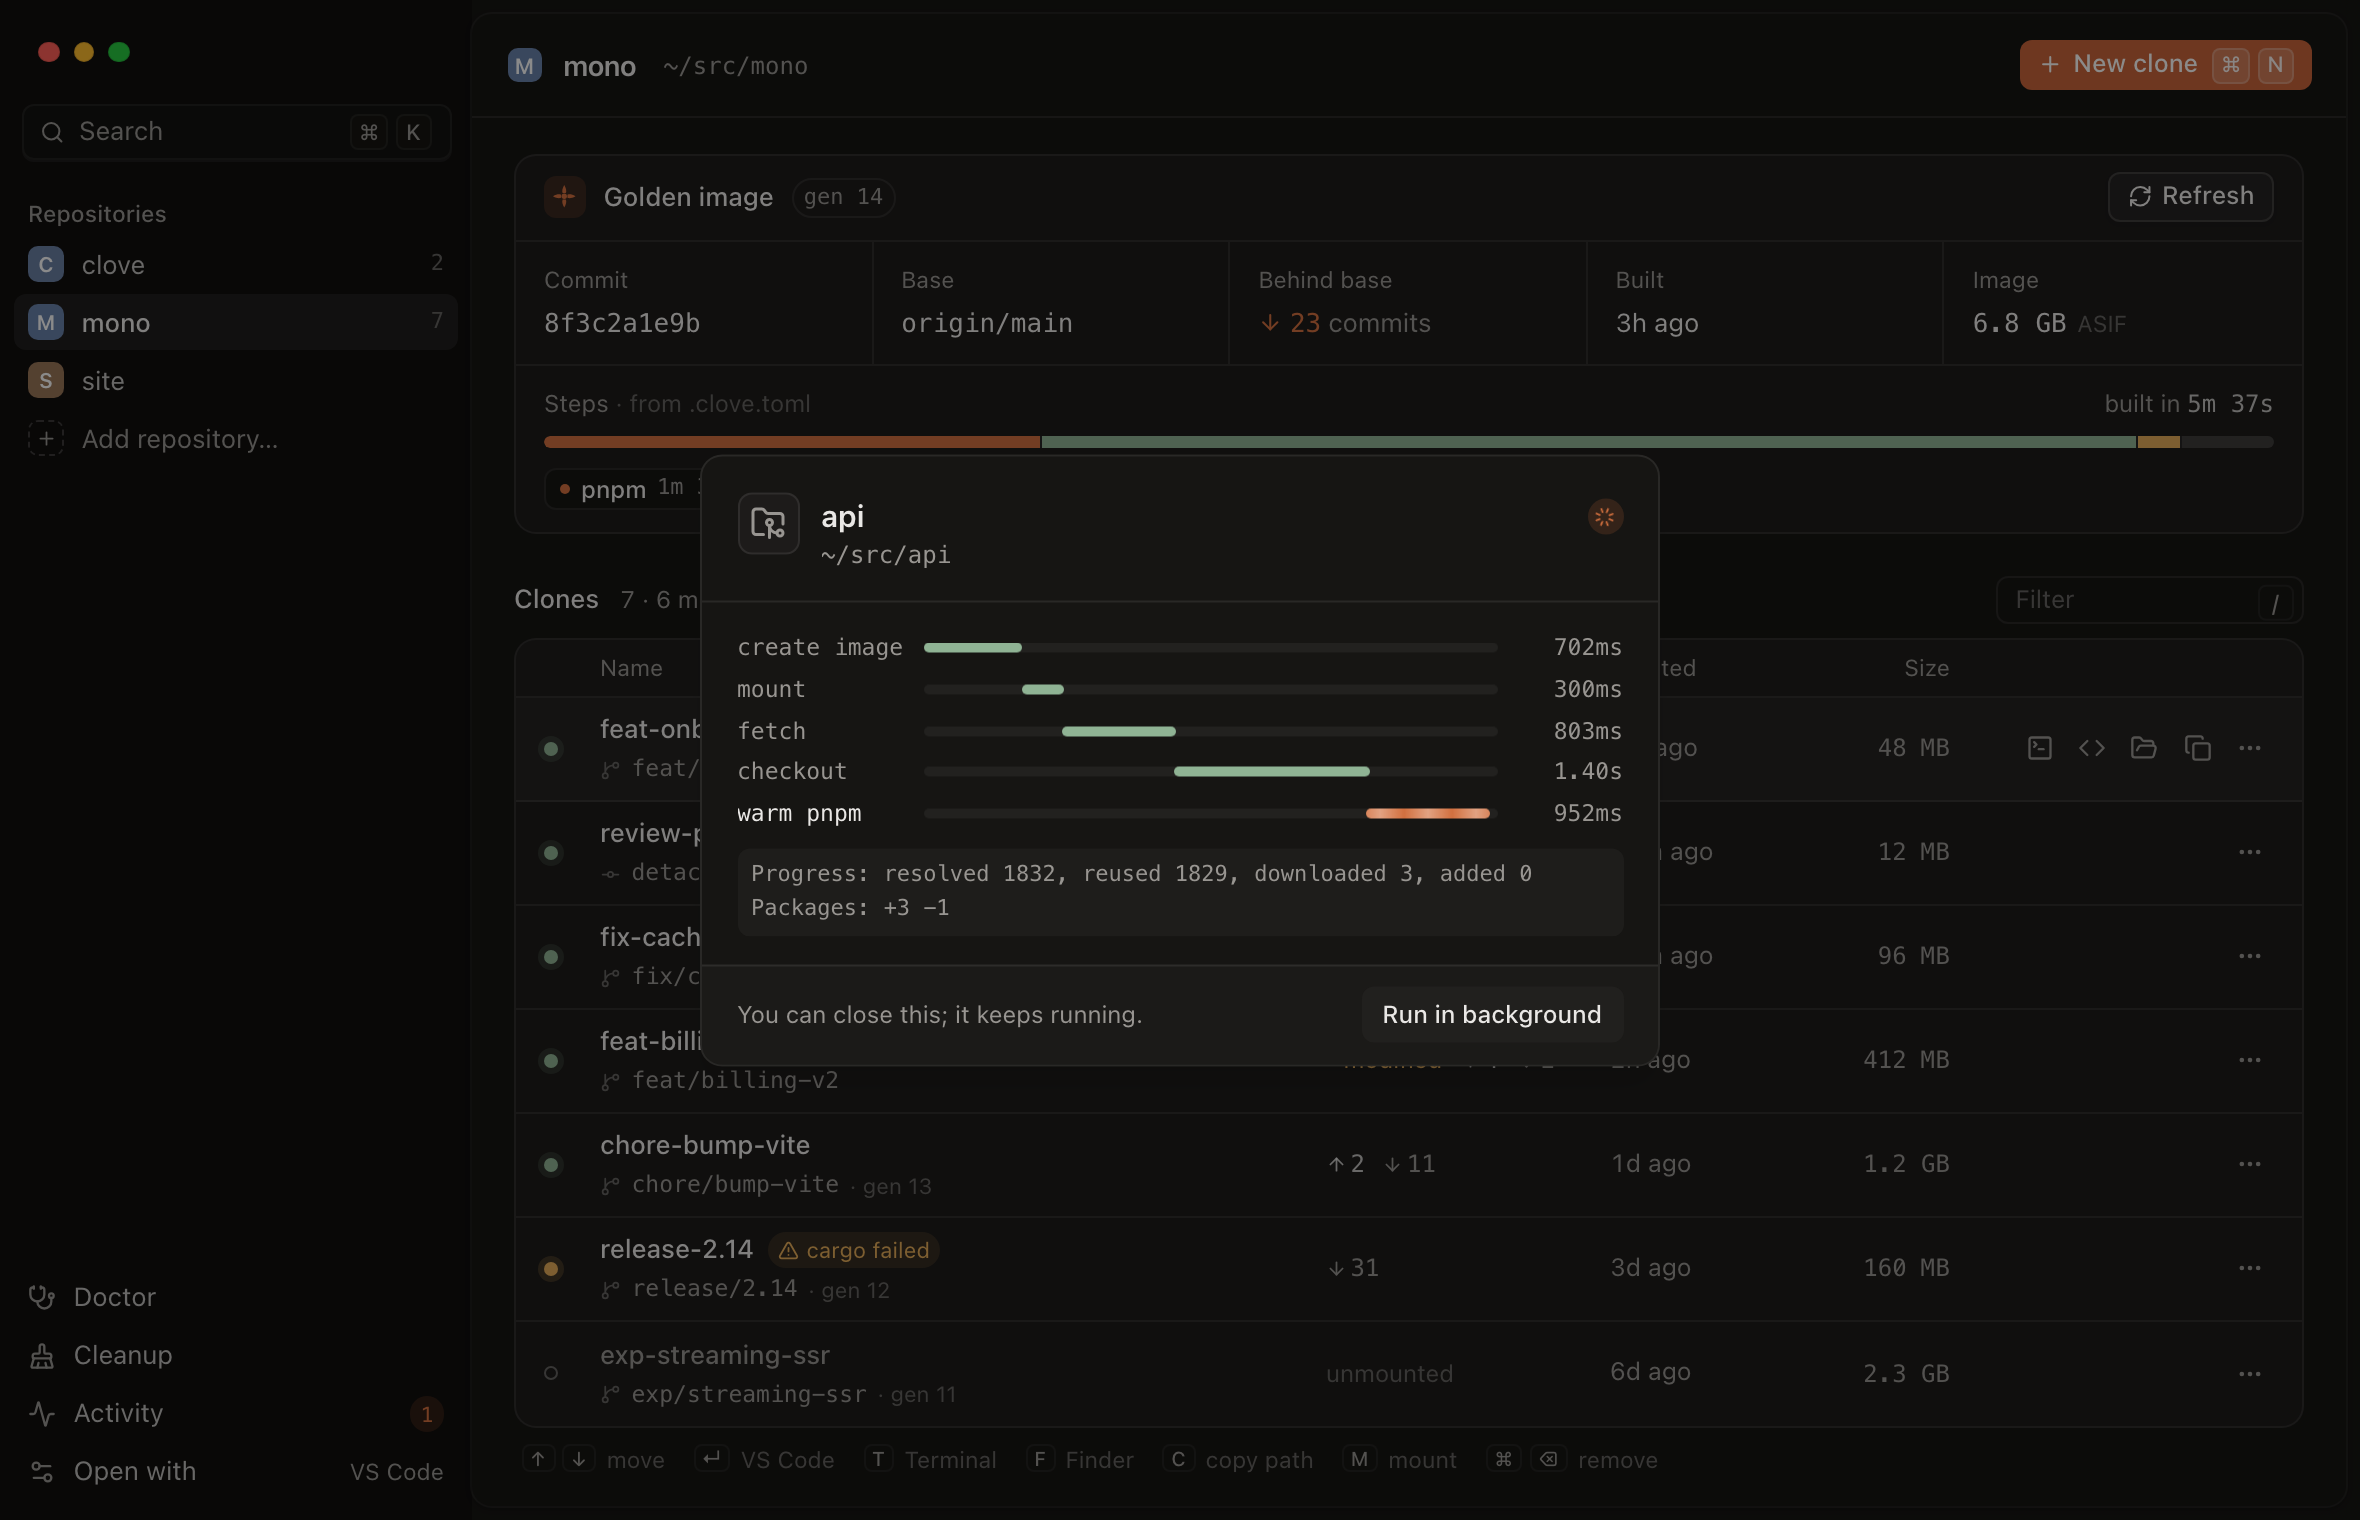 M mono ~/src/mono
+ New clone ⌘ N
Search ⌘ K
Repositories
C clove 2
M mono 7
S site
+ Add repository...
Doctor
Cleanup
Activity 1
Open with VS Code
Golden image gen 14
Refresh
Commit
8f3c2a1e9b
Base
origin/main
Behind base
↓ 23 commits
Built
3h ago
Image
6.8 GB ASIF
Steps · from .clove.toml
built in 5m 37s
pnpm 1m
Clones 7 · 6 m
Filter /
Name
Size
feat-onb
feat/
ago
48 MB
review-p
detac
ago
12 MB
fix-cach
fix/c
ago
96 MB
feat-billi
feat/billing-v2
ago
412 MB
chore-bump-vite
chore/bump-vite · gen 13
↑2 ↓11
1d ago
1.2 GB
release-2.14 cargo failed
release/2.14 · gen 12
↓31
3d ago
160 MB
exp-streaming-ssr
exp/streaming-ssr · gen 11
unmounted
6d ago
2.3 GB
↑ ↓ move ↵ VS Code T Terminal F Finder C copy path M mount ⌘ ⌫ remove
api
~/src/api
create image 702ms
mount 300ms
fetch 803ms
checkout 1.40s
warm pnpm 952ms
Progress: resolved 1832, reused 1829, downloaded 3, added 0
Packages: +3 -1
You can close this; it keeps running.
Run in background